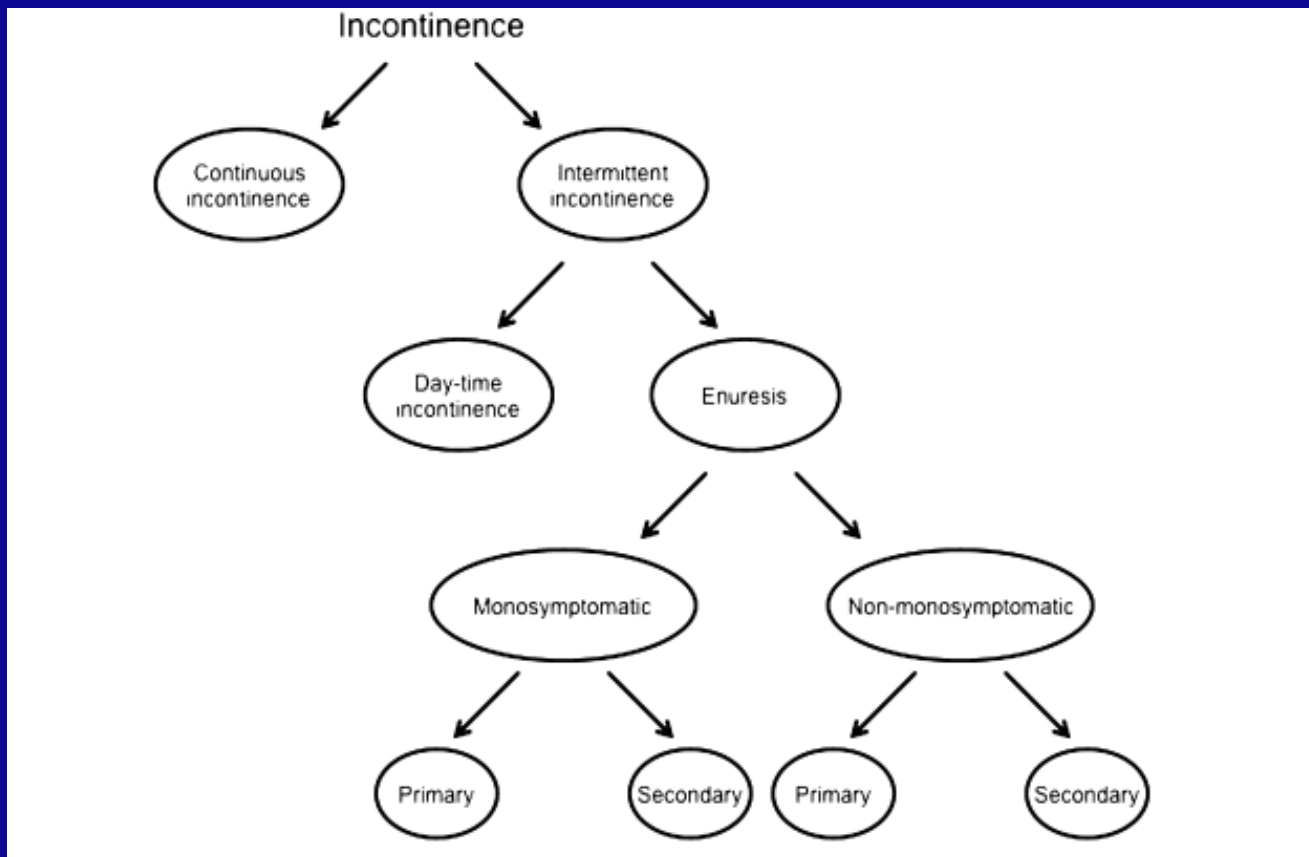 Incontinence
Continuous
incontinence
Intermittent
incontinence
Day-time
incontinence
Enuresis
Monosymptomatic
Non-monosymptomatic
Primary
Secondary
Primary
Secondary